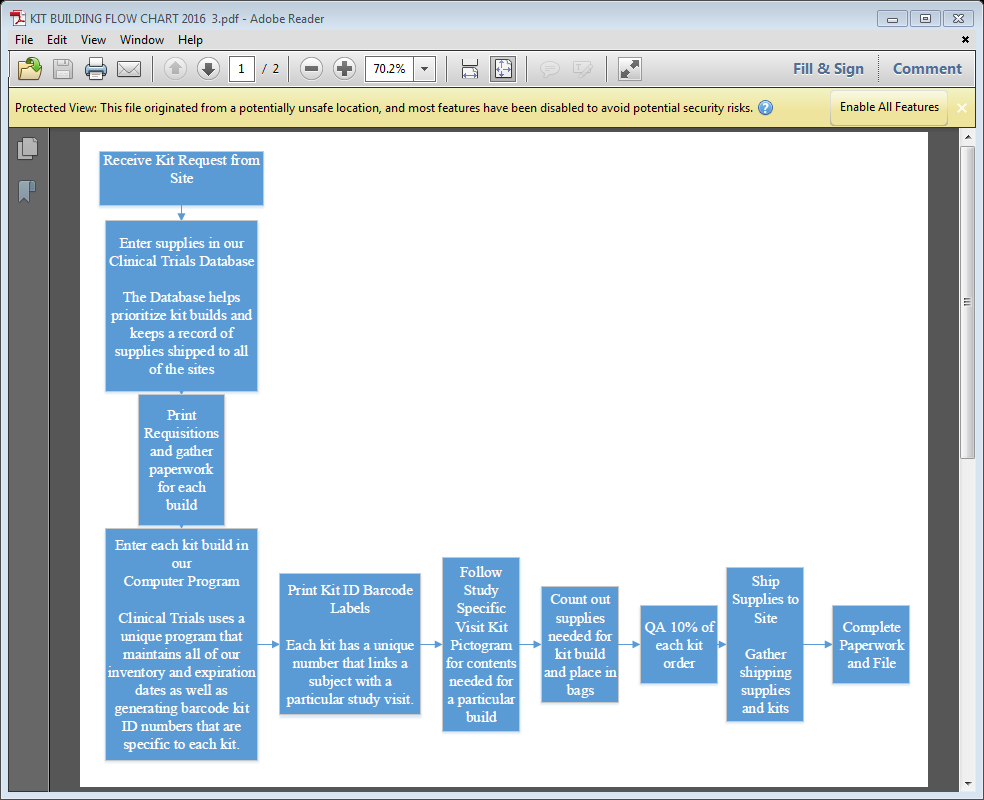 KIT BUILDING FLOW CHART 2016  3.pdf - Adobe Reader
File Edit View Window Help
1 / 2 70.2% Fill & Sign Comment
Protected View: This file originated from a potentially unsafe location, and most features have been disabled to avoid potential security risks. ? Enable All Features
Receive Kit Request from
Site
Enter supplies in our
Clinical Trials Database
The Database helps
prioritize kit builds and
keeps a record of
supplies shipped to all
of the sites
Print
Requisitions
and gather
paperwork
for each
build
Enter each kit build in
our
Computer Program
Clinical Trials uses a
unique program that
maintains all of our
inventory and expiration
dates as well as
generating barcode kit
ID numbers that are
specific to each kit.
Print Kit ID Barcode
Labels
Each kit has a unique
number that links a
subject with a
particular study visit.
Follow
Study
Specific
Visit Kit
Pictogram
for contents
needed for
a particular
build
Count out
supplies
needed for
kit build
and place in
bags
QA 10% of
each kit
order
Ship
Supplies to
Site
Gather
shipping
supplies
and kits
Complete
Paperwork
and File